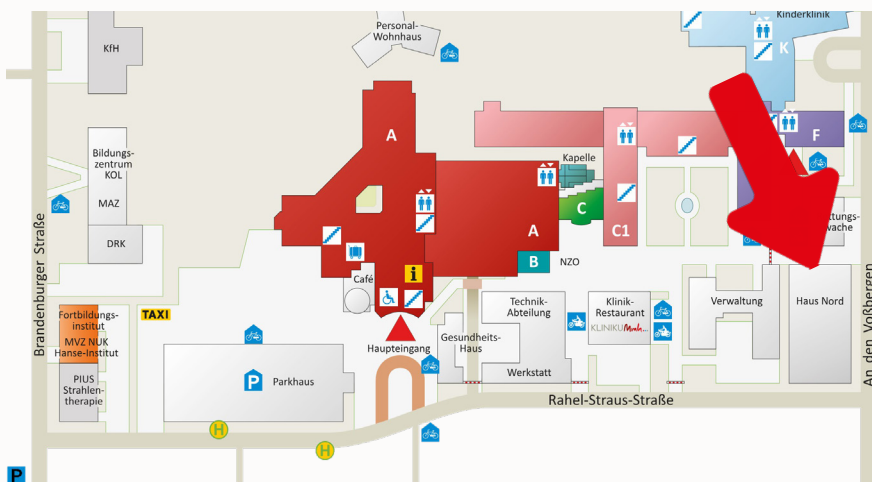 Kinderklinik
K
Personal-
Wohnhaus
KfH
A
F
Bildungs-
zentrum
KOL
MAZ
DRK
Kapelle
C
C1
A
B
NZO
i
Café
TAXI
Haupteingang
Brandenburger Straße
Fortbildungs-
institut
MVZ NUK
Hanse-Institut
PIUS
Strahlen-
therapie
P
Parkhaus
Gesundheits-
Haus
Technik-
Abteilung
Werkstatt
Klinik-
Restaurant
Verwaltung
Haus Nord
wache
An den Voßbergen
Rahel-Straus-Straße
H
H
P